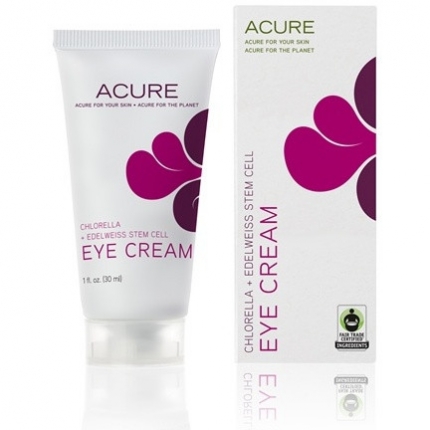 ACURE
ACURE FOR YOUR SKIN • ACURE FOR THE PLANET
CHLORELLA
+ EDELWEISS STEM CELL
EYE CREAM
1 fl. oz. (30 ml)
ACURE
ACURE FOR YOUR SKIN
ACURE FOR THE PLANET
CHLORELLA + EDELWEISS STEM CELL
EYE CREAM
FAIR TRADE
CERTIFIED
INGREDIENTS